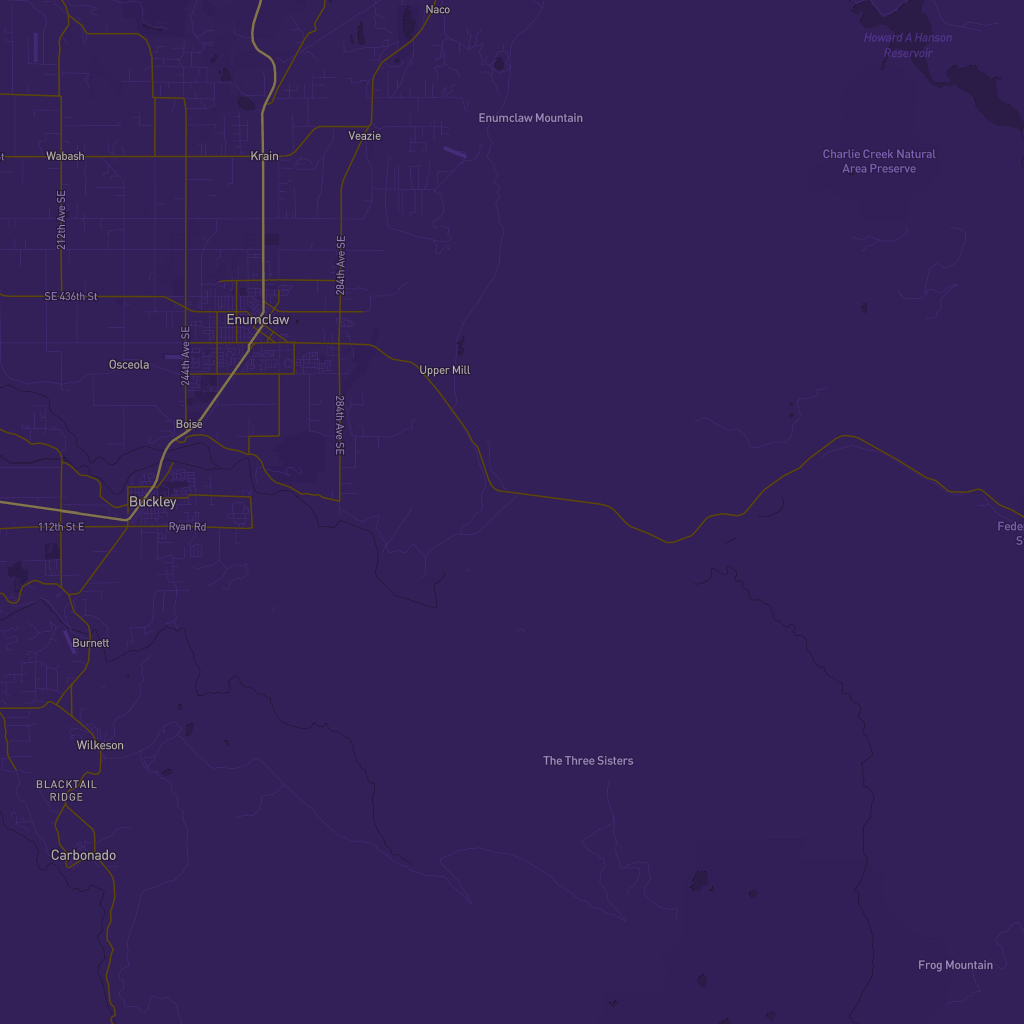 Naco
Howard A Hanson
Reservoir
Enumclaw Mountain
Veazie
Wabash
Krain
Charlie Creek Natural
Area Preserve
212th Ave SE
284th Ave SE
SE 436th St
Enumclaw
244th Ave SE
Osceola
Upper Mill
284th Ave SE
Boise
Buckley
112th St E
Ryan Rd
Burnett
Wilkeson
The Three Sisters
BLACKTAIL
RIDGE
Carbonado
Frog Mountain